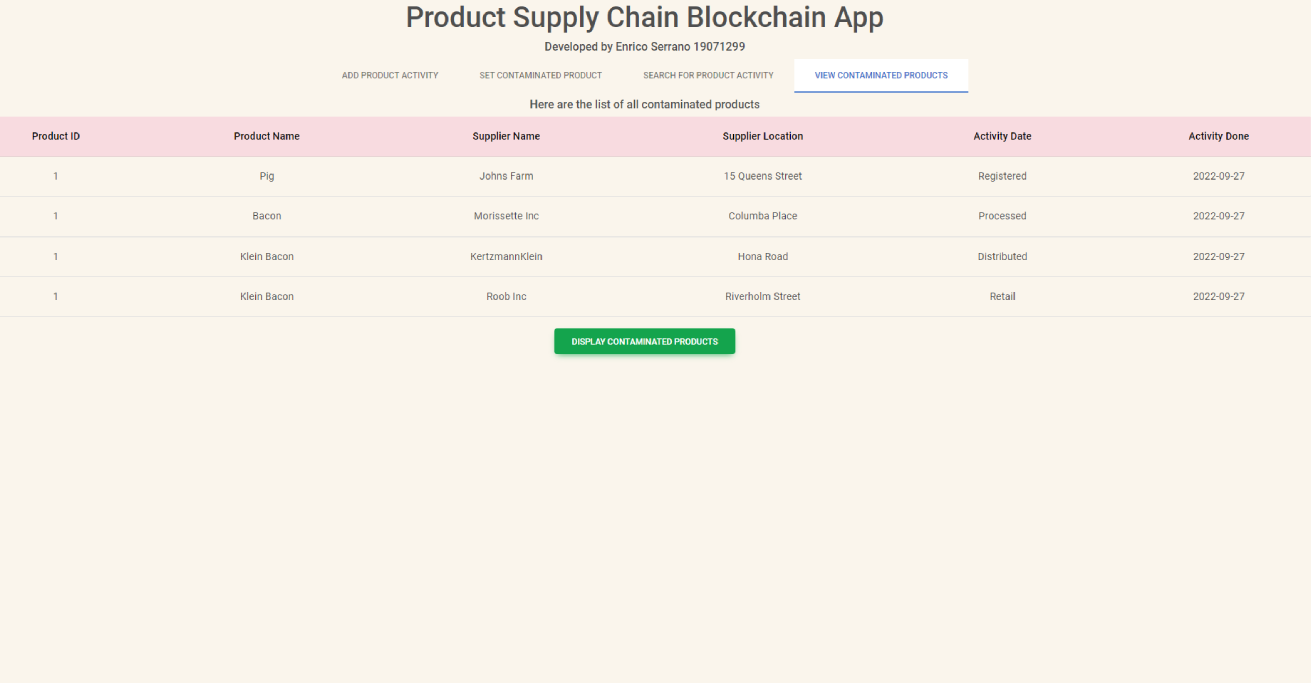 Product Supply Chain Blockchain App
Developed by Enrico Serrano 19071299
ADD PRODUCT ACTIVITY SET CONTAMINATED PRODUCT SEARCH FOR PRODUCT ACTIVITY VIEW CONTAMINATED PRODUCTS
Here are the list of all contaminated products
Product ID Product Name Supplier Name Supplier Location Activity Date Activity Done
1 Pig Johns Farm 15 Queens Street Registered 2022-09-27
1 Bacon Morissette Inc Columba Place Processed 2022-09-27
1 Klein Bacon KertzmannKlein Hona Road Distributed 2022-09-27
1 Klein Bacon Roob Inc Riverholm Street Retail 2022-09-27
DISPLAY CONTAMINATED PRODUCTS